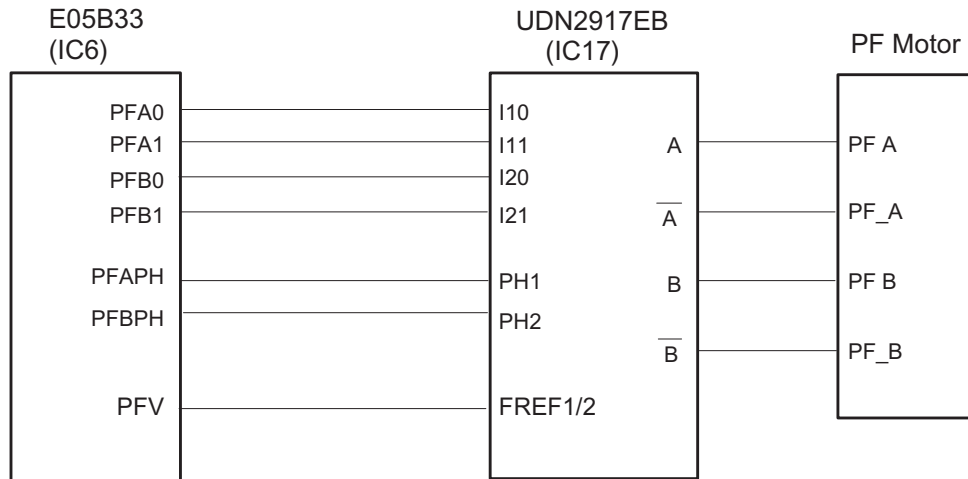 E05B33
(IC6)
UDN2917EB
(IC17)
PF Motor
PFA0
PFA1
PFB0
PFB1
PFAPH
PFBPH
PFV
I10
I11
I20
I21
PH1
PH2
FREF1/2
A
A̅
B
B̅
PF A
PF_A
PF B
PF_B